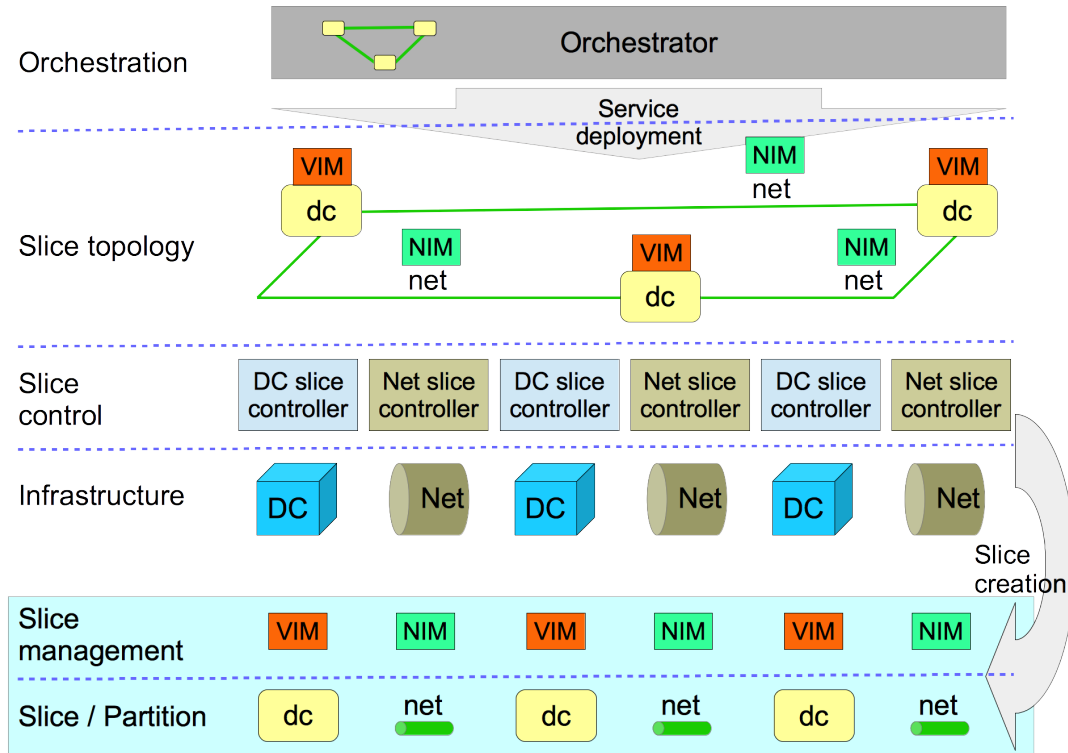 Orchestration
Orchestrator
Service
deployment
VIM
NIM
VIM
dc
net
dc
Slice topology
NIM
VIM
NIM
net
dc
net
Slice
control
DC slice
controller
Net slice
controller
DC slice
controller
Net slice
controller
DC slice
controller
Net slice
controller
Infrastructure
DC
Net
DC
Net
DC
Net
Slice
creation
Slice
management
VIM
NIM
VIM
NIM
VIM
NIM
Slice / Partition
dc
net
dc
net
dc
net